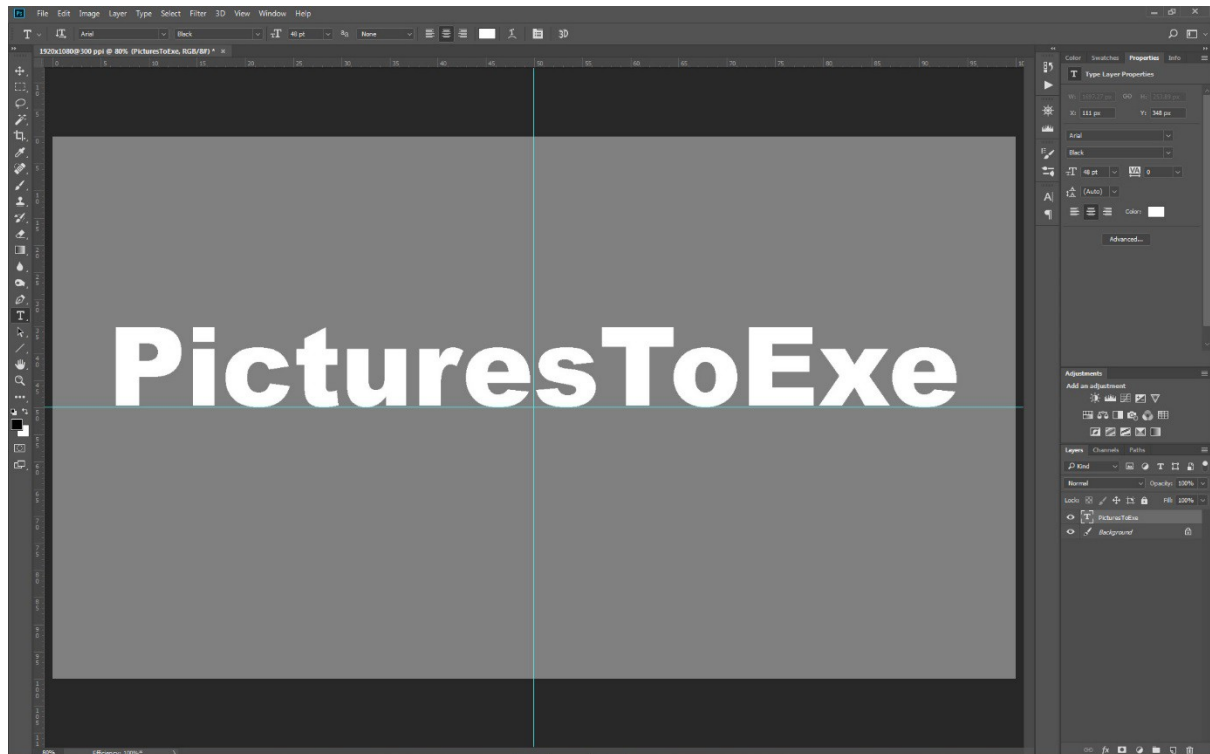 File Edit Image Layer Type Select Filter 3D View Window Help
Arial Black 48 pt None 3D
1920x1080@300 ppi @ 80% (PicturesToExe, RGB/8#) *
Color Swatches Properties Info
Type Layer Properties
X: 111 px Y: 348 px
Arial
Black
48 pt VA 0
(Auto)
Color:
Advanced...
PicturesToExe
Adjustments
Add an adjustment
Layers Channels Paths
Kind
Normal Opacity: 100%
Lock: Fill: 100%
PicturesToExe
Background
80% Efficiency: 100%*